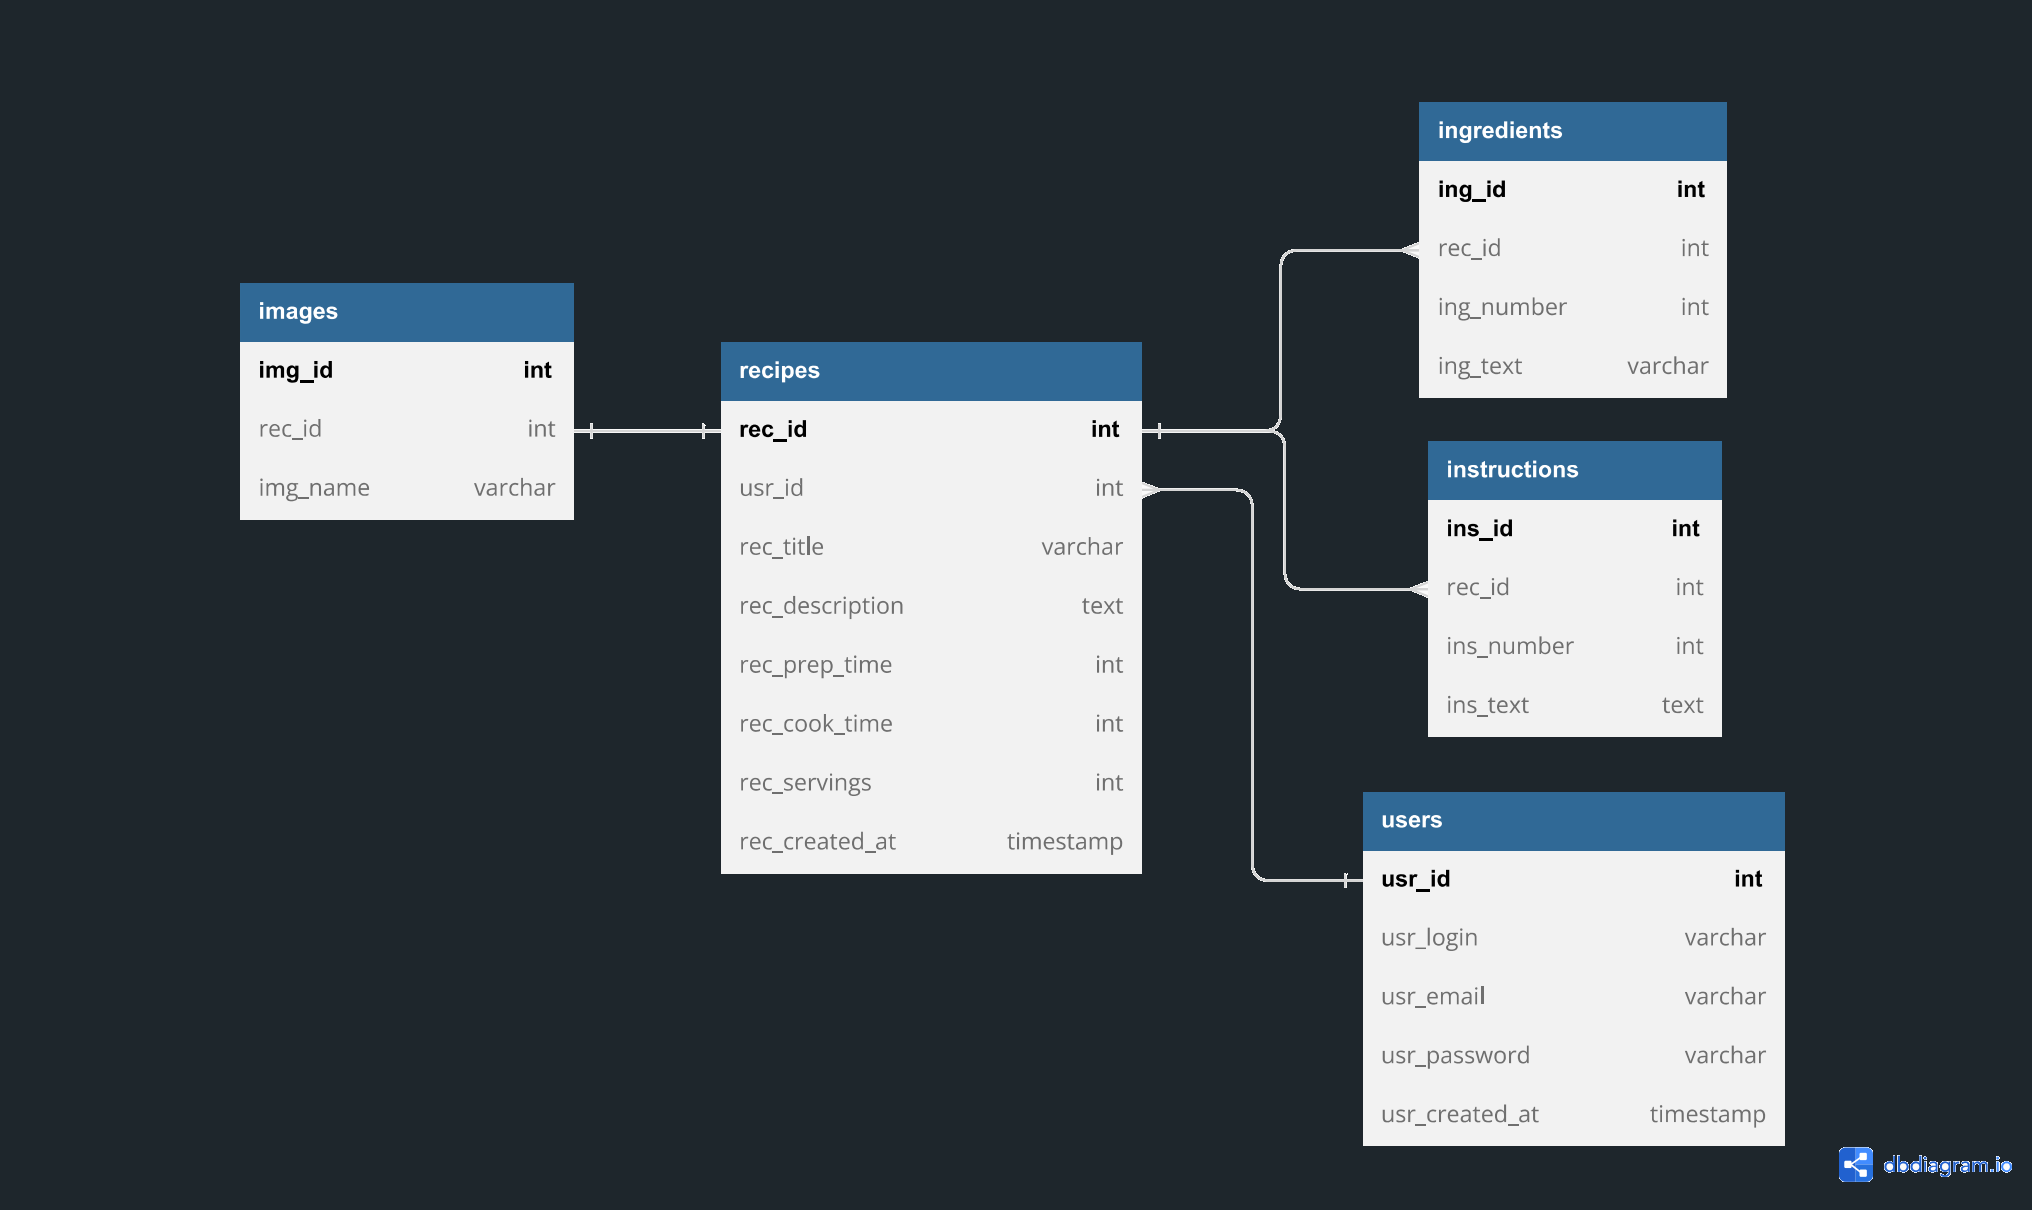 images
img_id int
rec_id int
img_name varchar
recipes
rec_id int
usr_id int
rec_title varchar
rec_description text
rec_prep_time int
rec_cook_time int
rec_servings int
rec_created_at timestamp
ingredients
ing_id int
rec_id int
ing_number int
ing_text varchar
instructions
ins_id int
rec_id int
ins_number int
ins_text text
users
usr_id int
usr_login varchar
usr_email varchar
usr_password varchar
usr_created_at timestamp
dbdiagram.io